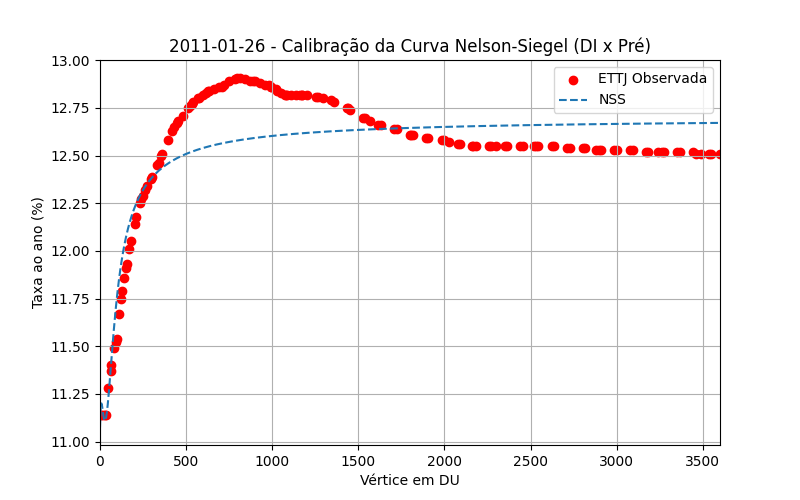 2011-01-26 - Calibração da Curva Nelson-Siegel (DI x Pré)
ETTJ Observada
NSS
Taxa ao ano (%)
13.00
12.75
12.50
12.25
12.00
11.75
11.50
11.25
11.00
0 500 1000 1500 2000 2500 3000 3500
Vértice em DU